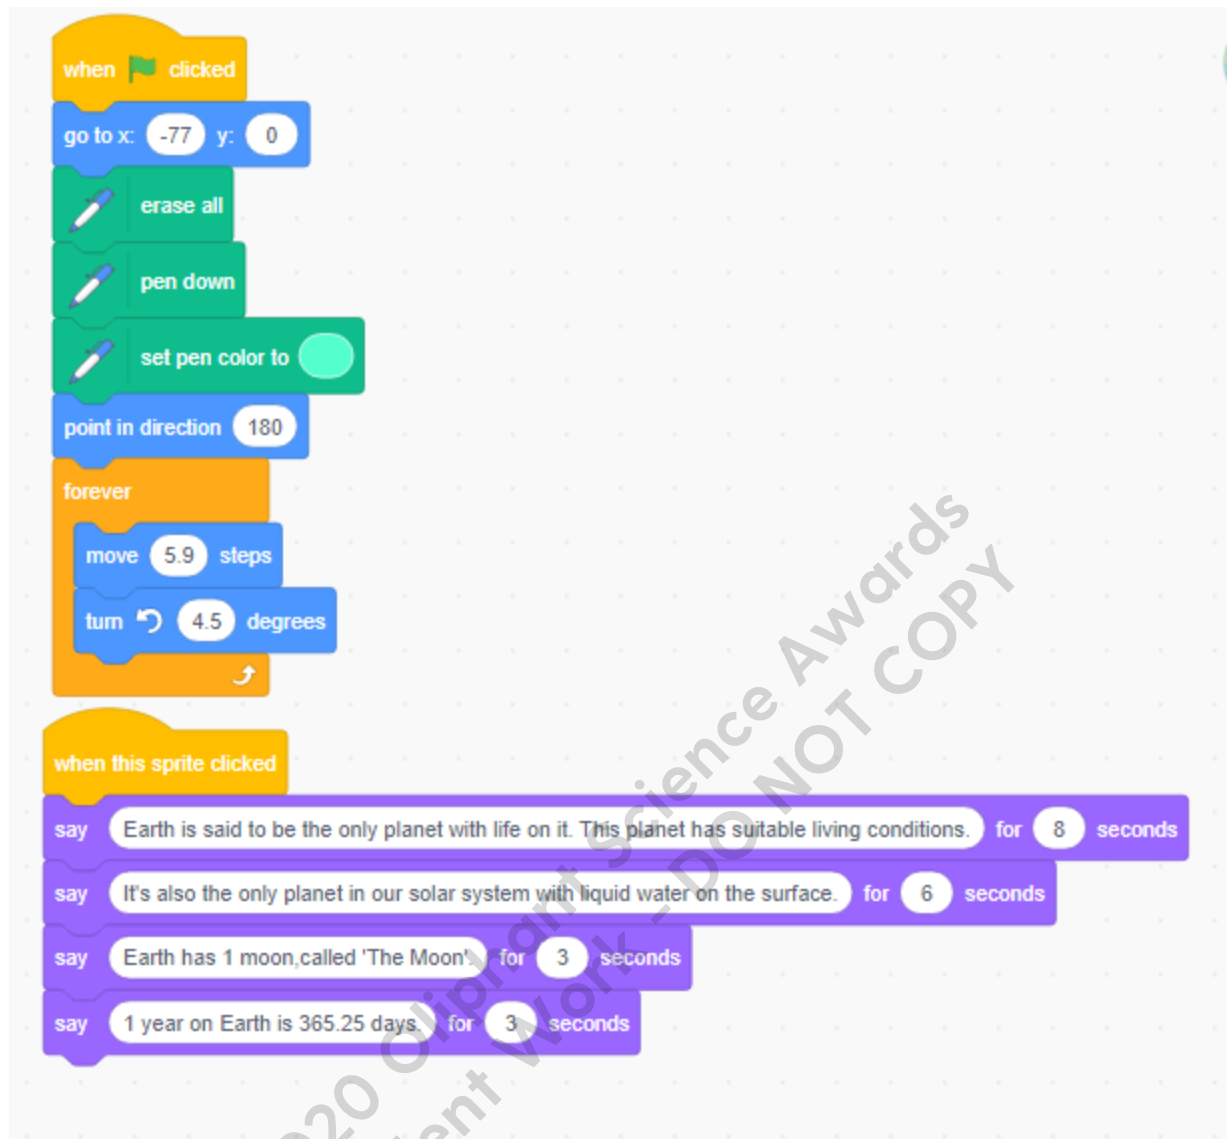 when clicked
go to x: -77 y: 0
erase all
pen down
set pen color to
point in direction 180
forever
move 5.9 steps
turn 4.5 degrees
when this sprite clicked
say Earth is said to be the only planet with life on it. This planet has suitable living conditions. for 8 seconds
say It's also the only planet in our solar system with liquid water on the surface. for 6 seconds
say Earth has 1 moon,called 'The Moon'. for 3 seconds
say 1 year on Earth is 365.25 days. for 3 seconds
Oliphant Science Awards
Work - DO NOT COPY